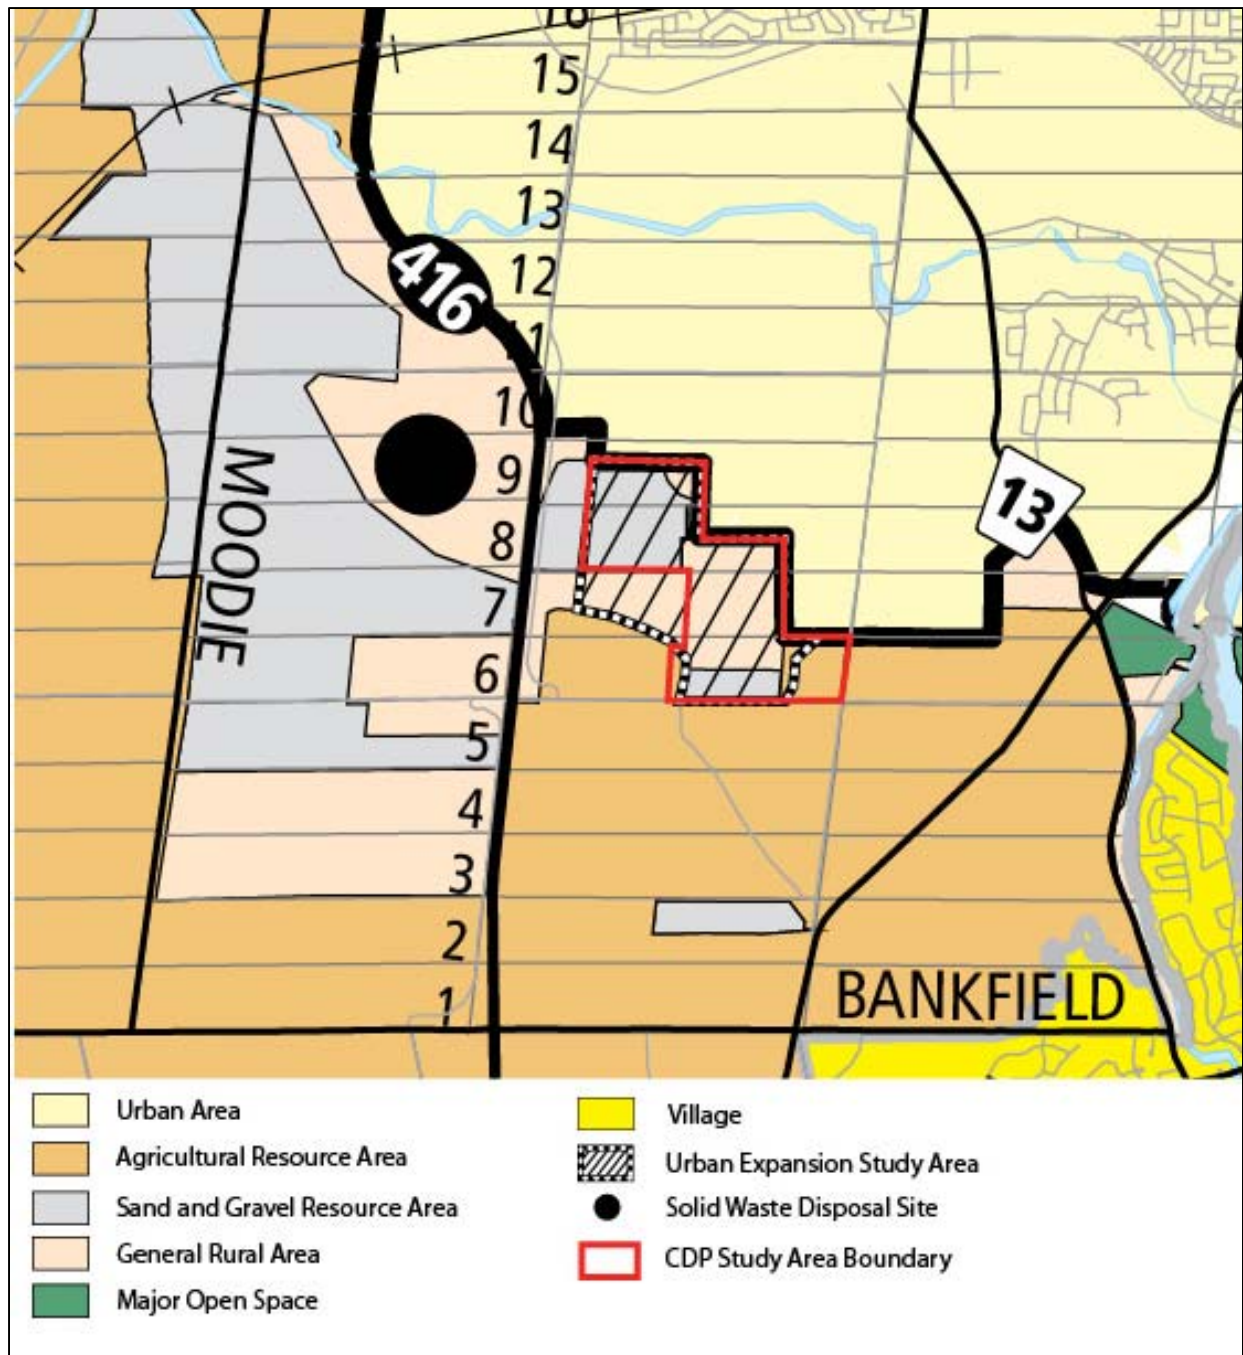 16
15
14
13
12
416
11
10
9
13
8
MOODIE
7
6
5
4
3
2
1
BANKFIELD
Urban Area
Agricultural Resource Area
Sand and Gravel Resource Area
General Rural Area
Major Open Space
Village
Urban Expansion Study Area
Solid Waste Disposal Site
CDP Study Area Boundary